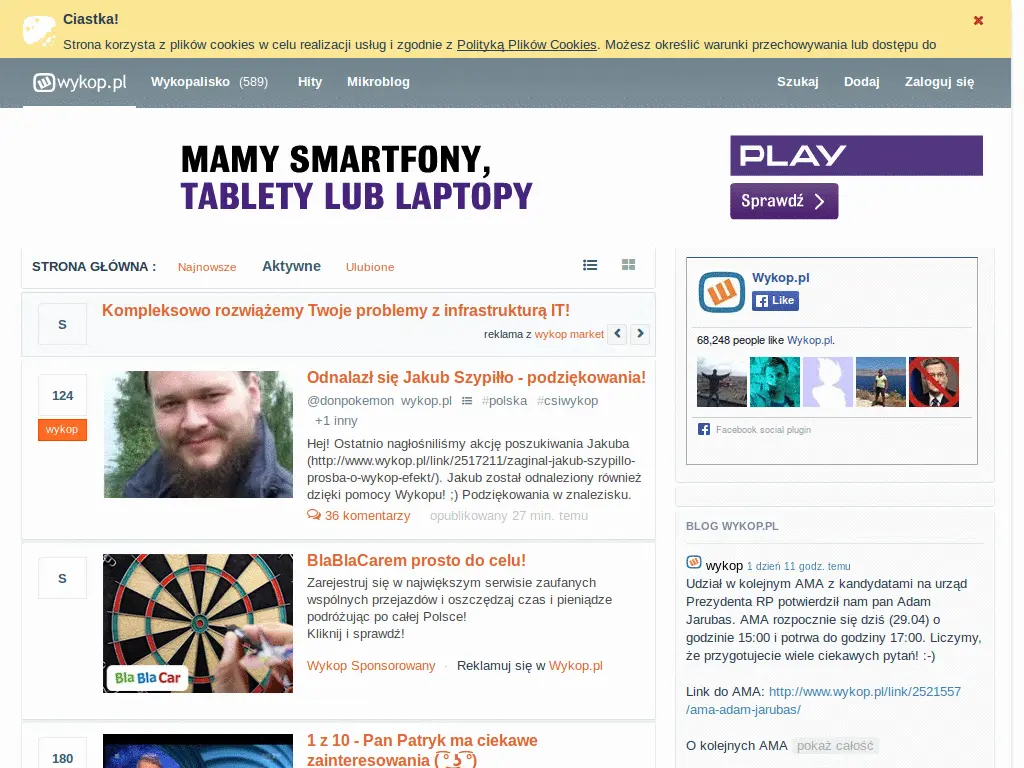 Ciastka!
Strona korzysta z plików cookies w celu realizacji usług i zgodnie z Polityką Plików Cookies. Możesz określić warunki przechowywania lub dostępu do
wykop.pl Wykopalisko (589) Hity Mikroblog Szukaj Dodaj Zaloguj się
MAMY SMARTFONY,
TABLETY LUB LAPTOPY
PLAY
Sprawdź
STRONA GŁÓWNA : Najnowsze Aktywne Ulubione
S
Kompleksowo rozwiążemy Twoje problemy z infrastrukturą IT!
reklama z wykop market
124
wykop
Odnalazł się Jakub Szypiłło - podziękowania!
@donpokemon wykop.pl #polska #csiwykop
+1 inny
Hej! Ostatnio nagłośniliśmy akcję poszukiwania Jakuba
(http://www.wykop.pl/link/2517211/zaginal-jakub-szypillo-
prosba-o-wykop-efekt/). Jakub został odnaleziony również
dzięki pomocy Wykopu! ;) Podziękowania w znalezisku.
36 komentarzy opublikowany 27 min. temu
S
Bla Bla Car
BlaBlaCarem prosto do celu!
Zarejestruj się w największym serwisie zaufanych
wspólnych przejazdów i oszczędzaj czas i pieniądze
podróżując po całej Polsce!
Kliknij i sprawdź!
Wykop Sponsorowany · Reklamuj się w Wykop.pl
180
1 z 10 - Pan Patryk ma ciekawe
zainteresowania ( ͡° ͜ʖ ͡°)
Wykop.pl
Like
68,248 people like Wykop.pl.
Facebook social plugin
BLOG WYKOP.PL
wykop 1 dzień 11 godz. temu
Udział w kolejnym AMA z kandydatami na urząd
Prezydenta RP potwierdził nam pan Adam
Jarubas. AMA rozpocznie się dziś (29.04) o
godzinie 15:00 i potrwa do godziny 17:00. Liczymy,
że przygotujecie wiele ciekawych pytań! :-)
Link do AMA: http://www.wykop.pl/link/2521557
/ama-adam-jarubas/
O kolejnych AMA pokaż całość